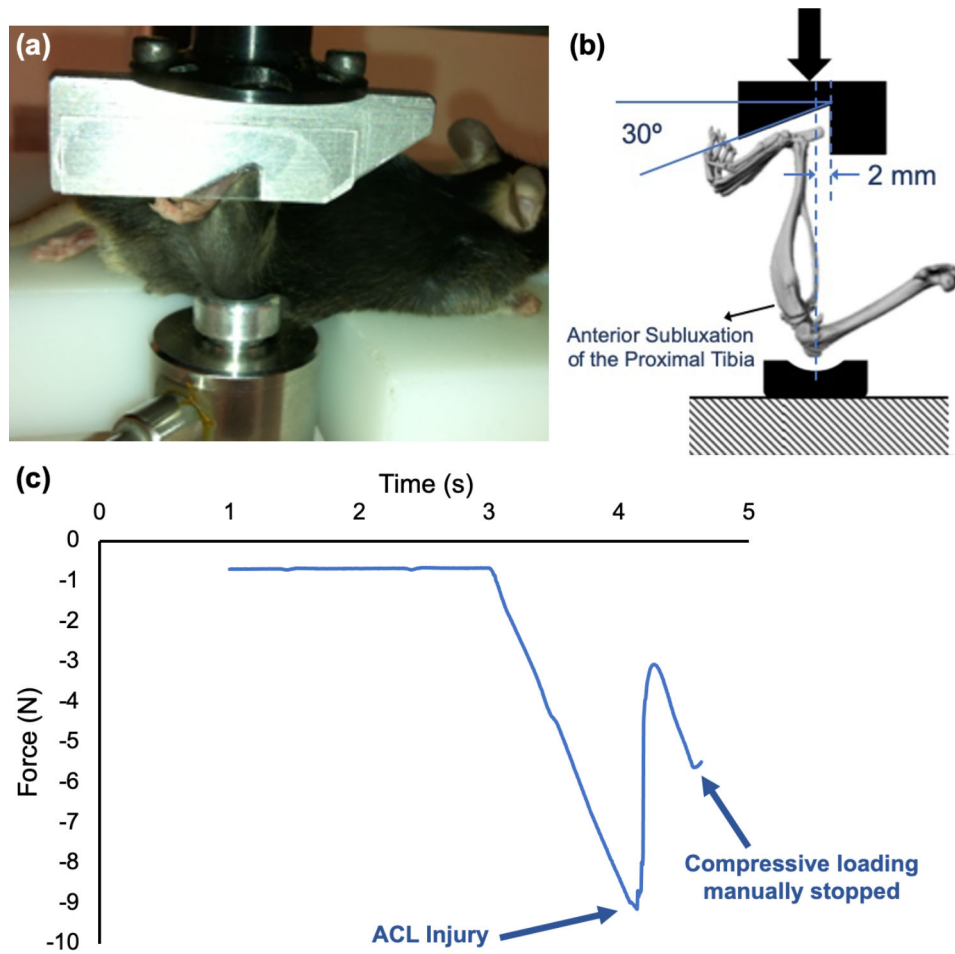 (a)
(b)
30º
2 mm
Anterior Subluxation
of the Proximal Tibia
(c)
Time (s)
0 1 2 3 4 5
0
-1
-2
-3
-4
-5
-6
-7
-8
-9
-10
Force (N)
ACL Injury
Compressive loading
manually stopped